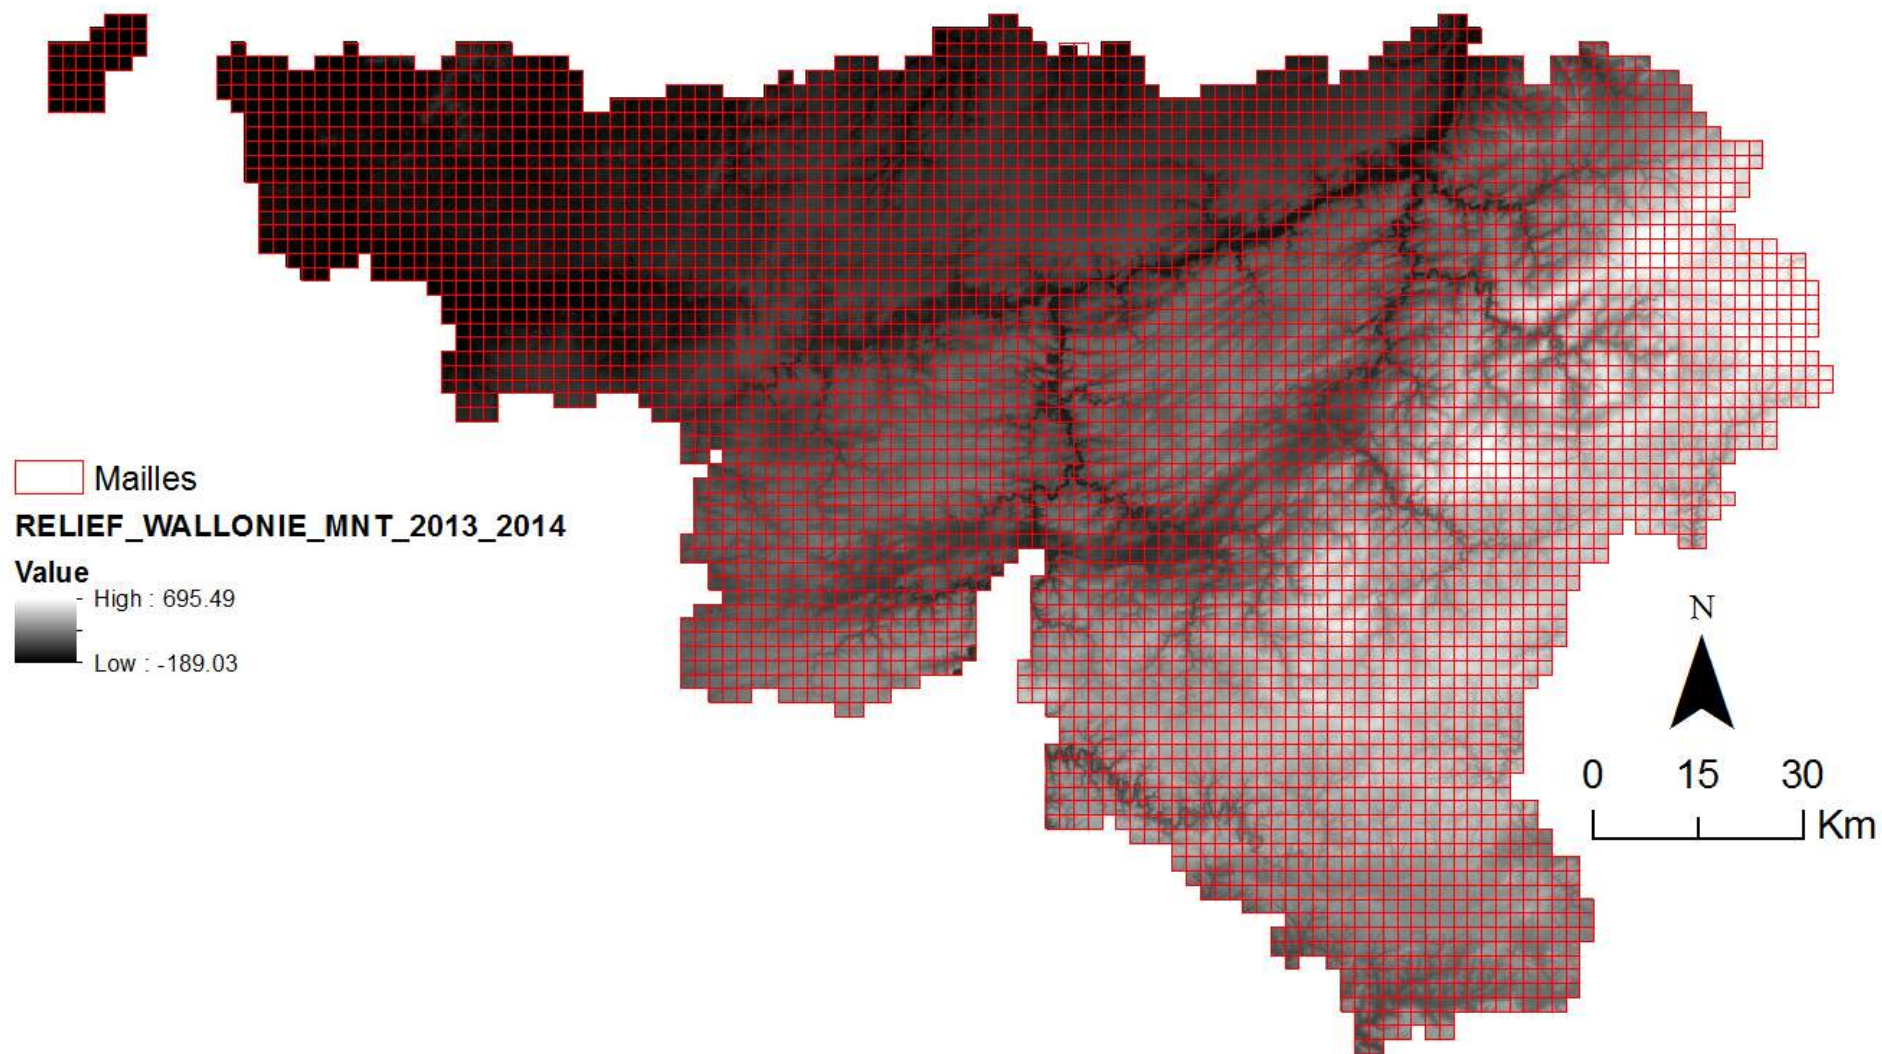 Mailles
RELIEF_WALLONIE_MNT_2013_2014
Value
High : 695.49
Low : -189.03
N
0 15 30
Km